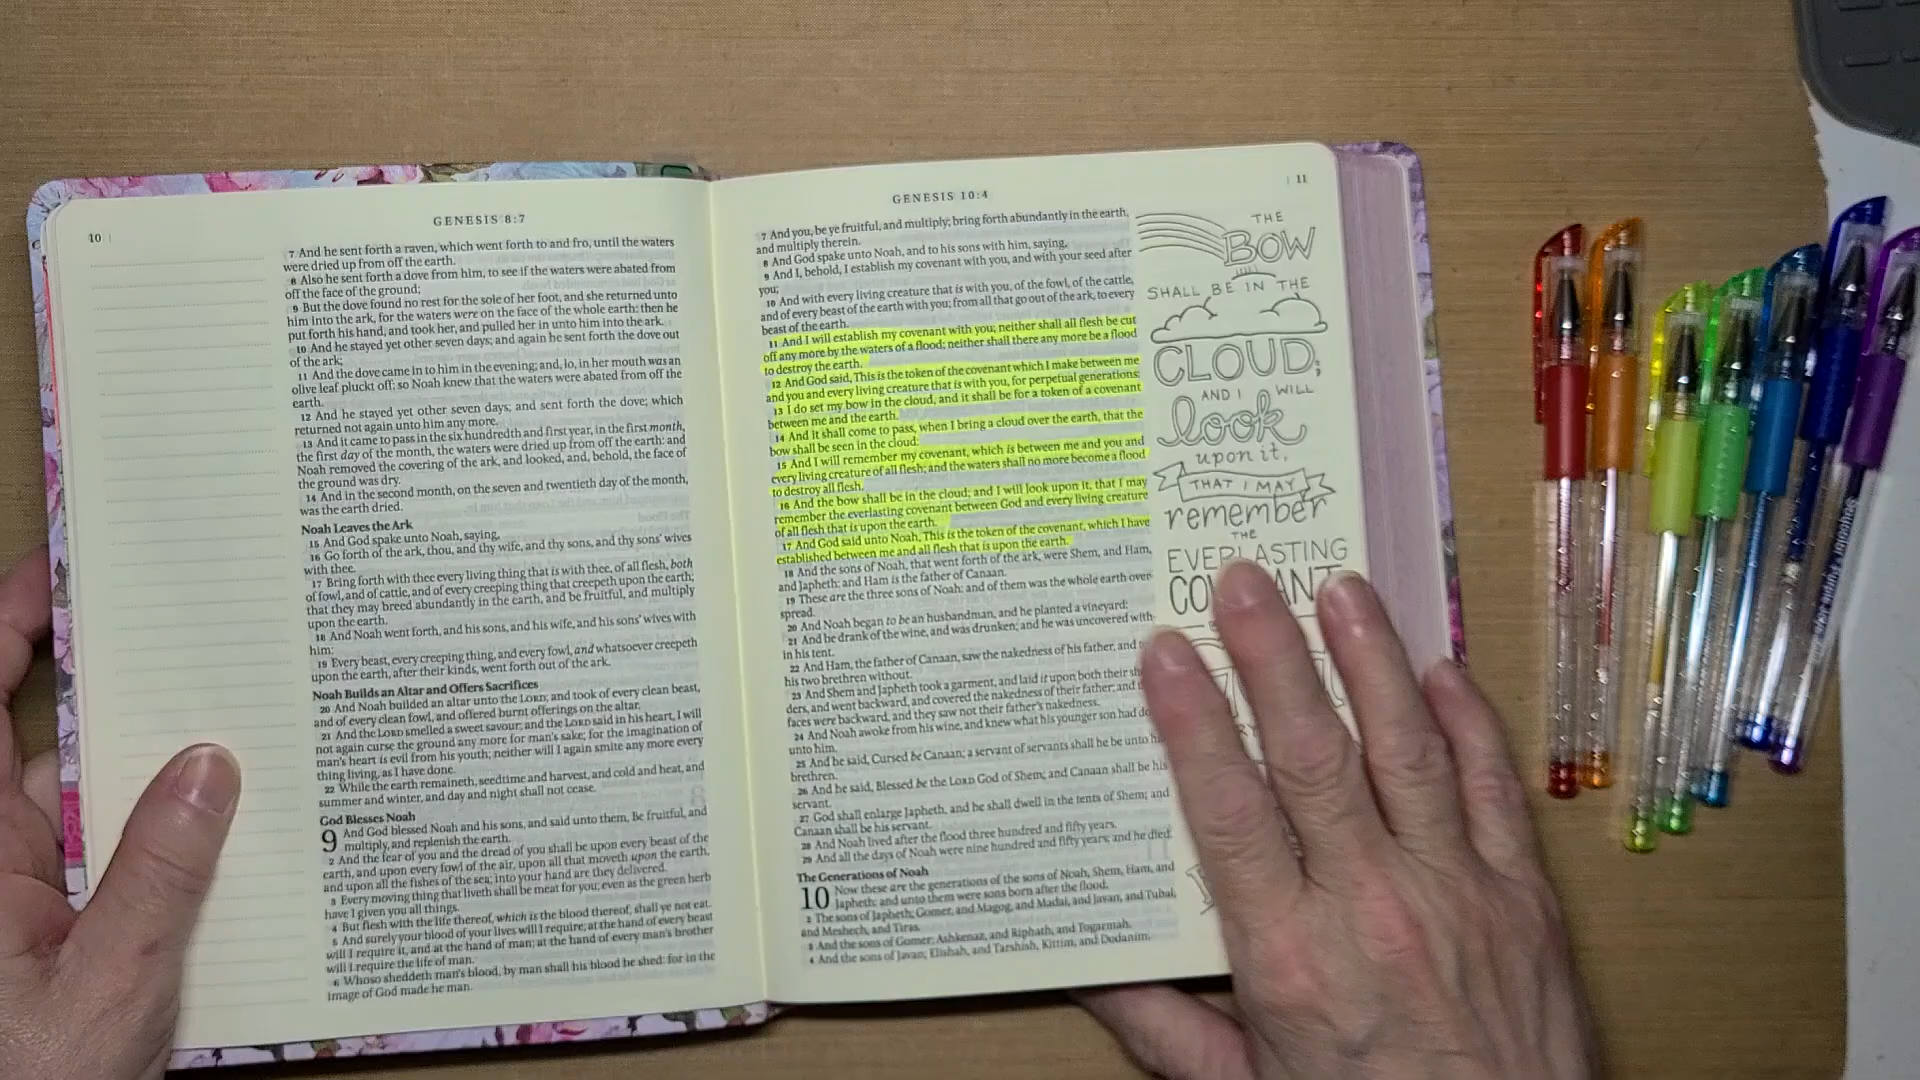 GENESIS 8:7
10
7 And he sent forth a raven, which went forth to and fro, until the waters
were dried up from off the earth.
8 Also he sent forth a dove from him, to see if the waters were abated from
off the face of the ground;
9 But the dove found no rest for the sole of her foot, and she returned unto
him into the ark, for the waters were on the face of the whole earth: then he
put forth his hand, and took her, and pulled her in unto him into the ark.
10 And he stayed yet other seven days; and again he sent forth the dove out
of the ark;
11 And the dove came in to him in the evening; and, lo, in her mouth was an
olive leaf pluckt off: so Noah knew that the waters were abated from off the
earth.
12 And he stayed yet other seven days; and sent forth the dove; which
returned not again unto him any more.
13 And it came to pass in the six hundredth and first year, in the first month,
the first day of the month, the waters were dried up from off the earth: and
Noah removed the covering of the ark, and looked, and, behold, the face of
the ground was dry.
14 And in the second month, on the seven and twentieth day of the month,
was the earth dried.
Noah Leaves the Ark
15 And God spake unto Noah, saying,
16 Go forth of the ark, thou, and thy wife, and thy sons, and thy sons' wives
with thee.
17 Bring forth with thee every living thing that is with thee, of all flesh, both
of fowl, and of cattle, and of every creeping thing that creepeth upon the earth;
that they may breed abundantly in the earth, and be fruitful, and multiply
upon the earth.
18 And Noah went forth, and his sons, and his wife, and his sons' wives with
him:
19 Every beast, every creeping thing, and every fowl, and whatsoever creepeth
upon the earth, after their kinds, went forth out of the ark.
Noah Builds an Altar and Offers Sacrifices
20 And Noah builded an altar unto the LORD; and took of every clean beast,
and of every clean fowl, and offered burnt offerings on the altar.
21 And the LORD smelled a sweet savour; and the LORD said in his heart, I will
not again curse the ground any more for man's sake; for the imagination of
man's heart is evil from his youth; neither will I again smite any more every
thing living, as I have done.
22 While the earth remaineth, seedtime and harvest, and cold and heat, and
summer and winter, and day and night shall not cease.
God Blesses Noah
9 And God blessed Noah and his sons, and said unto them, Be fruitful, and
multiply, and replenish the earth.
2 And the fear of you and the dread of you shall be upon every beast of the
earth, and upon every fowl of the air, upon all that moveth upon the earth,
and upon all the fishes of the sea; into your hand are they delivered.
3 Every moving thing that liveth shall be meat for you; even as the green herb
have I given you all things.
4 But flesh with the life thereof, which is the blood thereof, shall ye not eat.
5 And surely your blood of your lives will I require; at the hand of every beast
will I require it, and at the hand of man; at the hand of every man's brother
will I require the life of man.
6 Whoso sheddeth man's blood, by man shall his blood be shed: for in the
image of God made he man.
GENESIS 10:4
11
7 And you, be ye fruitful, and multiply; bring forth abundantly in the earth,
and multiply therein.
8 And God spake unto Noah, and to his sons with him, saying,
9 And I, behold, I establish my covenant with you, and with your seed after
you;
10 And with every living creature that is with you, of the fowl, of the cattle,
and of every beast of the earth with you; from all that go out of the ark, to every
beast of the earth.
11 And I will establish my covenant with you; neither shall all flesh be cut
off any more by the waters of a flood; neither shall there any more be a flood
to destroy the earth.
12 And God said, This is the token of the covenant which I make between me
and you and every living creature that is with you, for perpetual generations:
13 I do set my bow in the cloud, and it shall be for a token of a covenant
between me and the earth.
14 And it shall come to pass, when I bring a cloud over the earth, that the
bow shall be seen in the cloud:
15 And I will remember my covenant, which is between me and you and
every living creature of all flesh; and the waters shall no more become a flood
to destroy all flesh.
16 And the bow shall be in the cloud; and I will look upon it, that I may
remember the everlasting covenant between God and every living creature
of all flesh that is upon the earth.
17 And God said unto Noah, This is the token of the covenant, which I have
established between me and all flesh that is upon the earth.
18 And the sons of Noah, that went forth of the ark, were Shem, and Ham,
and Japheth: and Ham is the father of Canaan.
19 These are the three sons of Noah: and of them was the whole earth over
spread.
20 And Noah began to be an husbandman, and he planted a vineyard:
21 And he drank of the wine, and was drunken; and he was uncovered with
in his tent.
22 And Ham, the father of Canaan, saw the nakedness of his father, and
his two brethren without.
23 And Shem and Japheth took a garment, and laid it upon both their
ders, and went backward, and covered the nakedness of their father; and
faces were backward, and they saw not their father's nakedness.
24 And Noah awoke from his wine, and knew what his younger son had
unto him.
25 And he said, Cursed be Canaan; a servant of servants shall he be unto
brethren.
26 And he said, Blessed be the LORD God of Shem; and Canaan shall be his
servant.
27 God shall enlarge Japheth, and he shall dwell in the tents of Shem; and
Canaan shall be his servant.
28 And Noah lived after the flood three hundred and fifty years.
29 And all the days of Noah were nine hundred and fifty years: and he died.
The Generations of Noah
10 Now these are the generations of the sons of Noah, Shem, Ham, and
Japheth: and unto them were sons born after the flood.
2 The sons of Japheth; Gomer, and Magog, and Madai, and Javan, and Tubal,
and Meshech, and Tiras.
3 And the sons of Gomer; Ashkenaz, and Riphath, and Togarmah.
4 And the sons of Javan; Elishah, and Tarshish, Kittim, and Dodanim.
THE
BOW
SHALL BE IN THE
CLOUD;
AND I WILL
look
upon it,
THAT I MAY
remember
THE
EVERLASTING